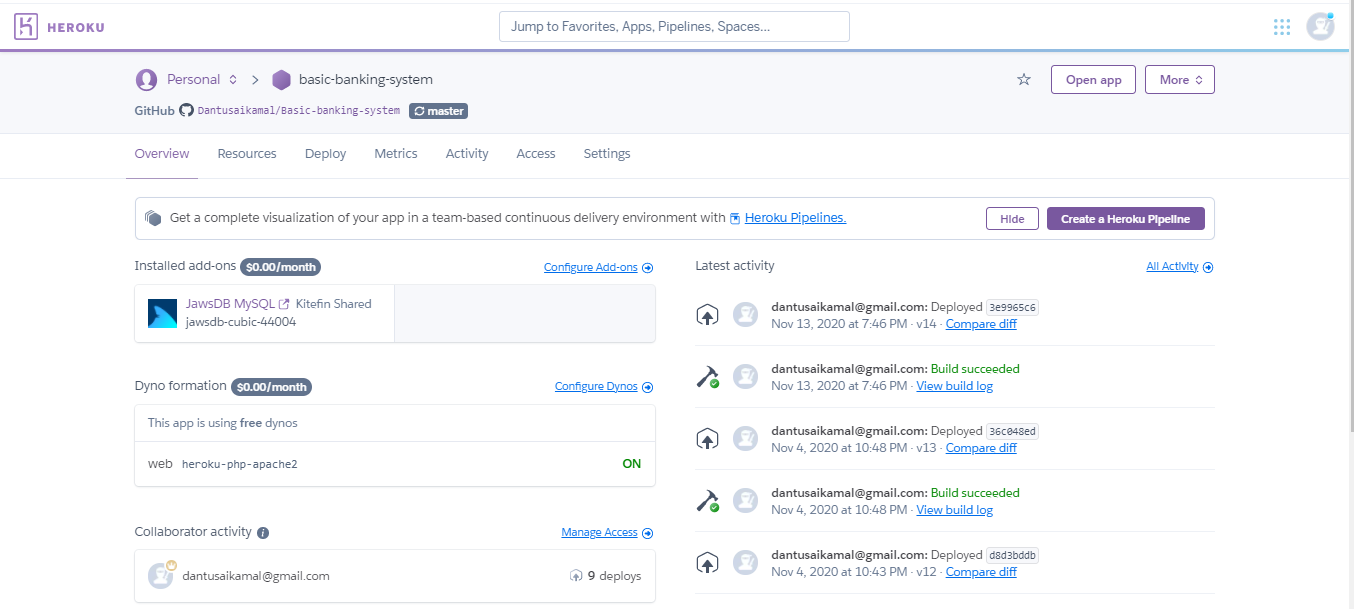 HEROKU
Jump to Favorites, Apps, Pipelines, Spaces...
Personal > basic-banking-system
Open app
More
GitHub Dantusaikamal/Basic-banking-system master
Overview Resources Deploy Metrics Activity Access Settings
Get a complete visualization of your app in a team-based continuous delivery environment with Heroku Pipelines.
Hide
Create a Heroku Pipeline
Installed add-ons $0.00/month
Configure Add-ons
JawsDB MySQL Kitefin Shared
jawsdb-cubic-44004
Dyno formation $0.00/month
Configure Dynos
This app is using free dynos
web heroku-php-apache2 ON
Collaborator activity i
Manage Access
dantusaikamal@gmail.com 9 deploys
Latest activity
All Activity
dantusaikamal@gmail.com: Deployed 3e9965c6
Nov 13, 2020 at 7:46 PM · v14 · Compare diff
dantusaikamal@gmail.com: Build succeeded
Nov 13, 2020 at 7:46 PM · View build log
dantusaikamal@gmail.com: Deployed 36c048ed
Nov 4, 2020 at 10:48 PM · v13 · Compare diff
dantusaikamal@gmail.com: Build succeeded
Nov 4, 2020 at 10:48 PM · View build log
dantusaikamal@gmail.com: Deployed d8d3bddb
Nov 4, 2020 at 10:43 PM · v12 · Compare diff